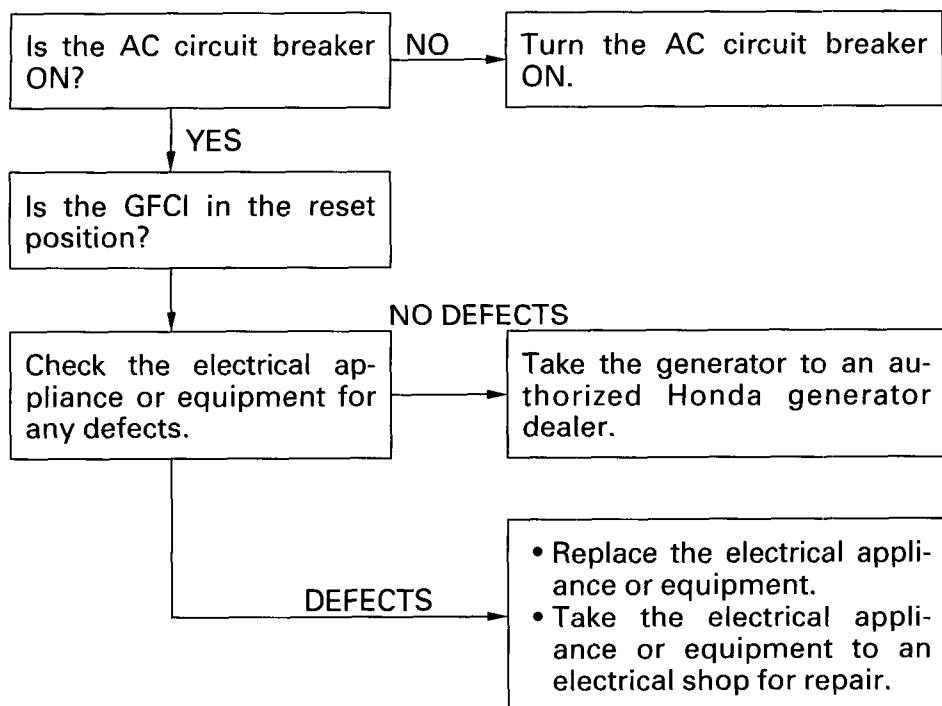 Is the AC circuit breaker
ON?
NO
Turn the AC circuit breaker
ON.
YES
Is the GFCI in the reset
position?
NO DEFECTS
Check the electrical ap-
pliance or equipment for
any defects.
Take the generator to an au-
thorized Honda generator
dealer.
DEFECTS
• Replace the electrical appli-
ance or equipment.
• Take the electrical appli-
ance or equipment to an
electrical shop for repair.